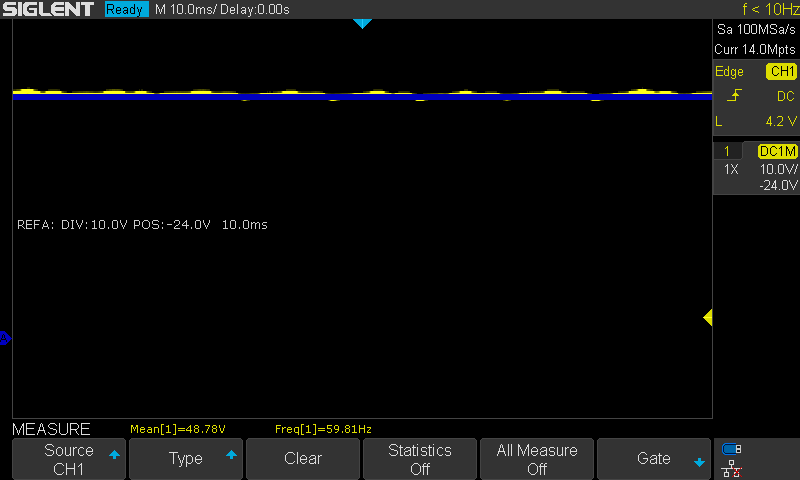 SIGLENT Ready M 10.0ms/ Delay:0.00s f < 10Hz
Sa 100MSa/s
Curr 14.0Mpts
Edge CH1
DC
L 4.2 V
1 DC1M
1X 10.0V/
-24.0V
REFA: DIV:10.0V POS:-24.0V 10.0ms
MEASURE Mean[1]=48.78V Freq[1]=59.81Hz
Source
CH1
Type
Clear
Statistics
Off
All Measure
Off
Gate